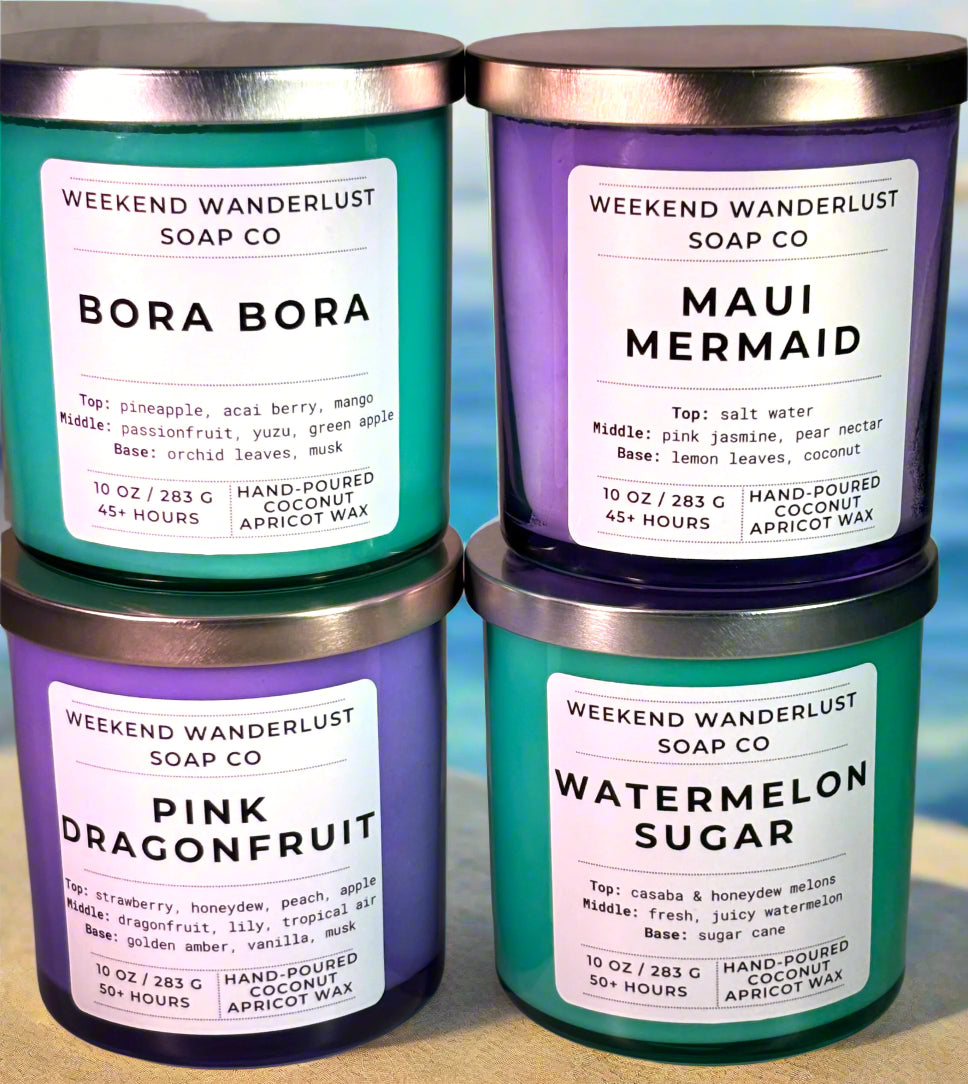 WEEKEND WANDERLUST
SOAP CO
BORA BORA
Top: pineapple, acai berry, mango
Middle: passionfruit, yuzu, green apple
Base: orchid leaves, musk
10 OZ / 283 G
45+ HOURS
HAND-POURED
COCONUT
APRICOT WAX
WEEKEND WANDERLUST
SOAP CO
MAUI
MERMAID
Top: salt water
Middle: pink jasmine, pear nectar
Base: lemon leaves, coconut
10 OZ / 283 G
45+ HOURS
HAND-POURED
COCONUT
APRICOT WAX
WEEKEND WANDERLUST
SOAP CO
PINK
DRAGONFRUIT
Top: strawberry, honeydew, peach, apple
Middle: dragonfruit, lily, tropical air
Base: golden amber, vanilla, musk
10 OZ / 283 G
50+ HOURS
HAND-POURED
COCONUT
APRICOT WAX
WEEKEND WANDERLUST
SOAP CO
WATERMELON
SUGAR
Top: casaba & honeydew melons
Middle: fresh, juicy watermelon
Base: sugar cane
10 OZ / 283 G
50+ HOURS
HAND-POURED
COCONUT
APRICOT WAX